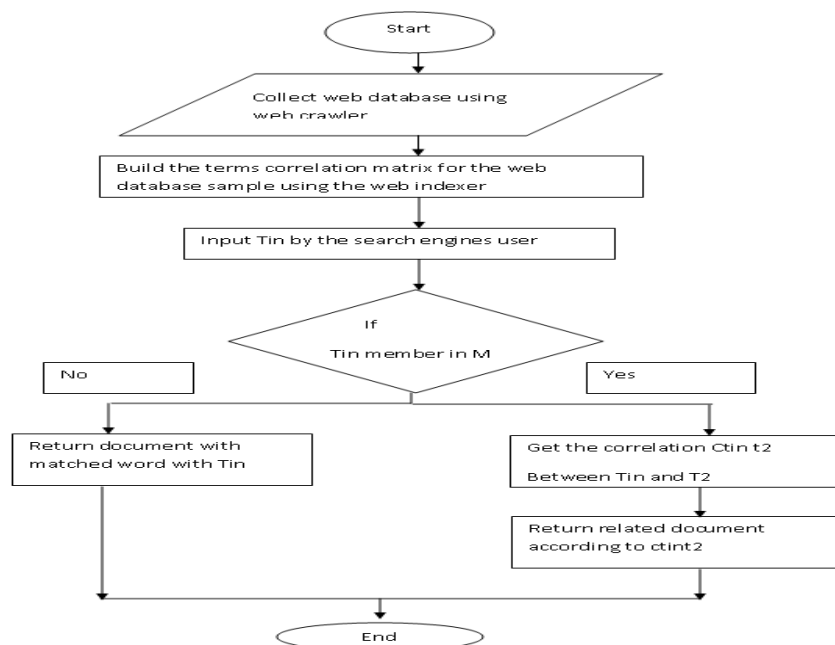 Start
Collect web database using
web crawler
Build the terms correlation matrix for the web
database sample using the web indexer
Input Tin by the search engines user
If
Tin member in M
No
Yes
Return document with
matched word with Tin
Get the correlation Ctin t2
Between Tin and T2
Return related document
according to ctint2
End